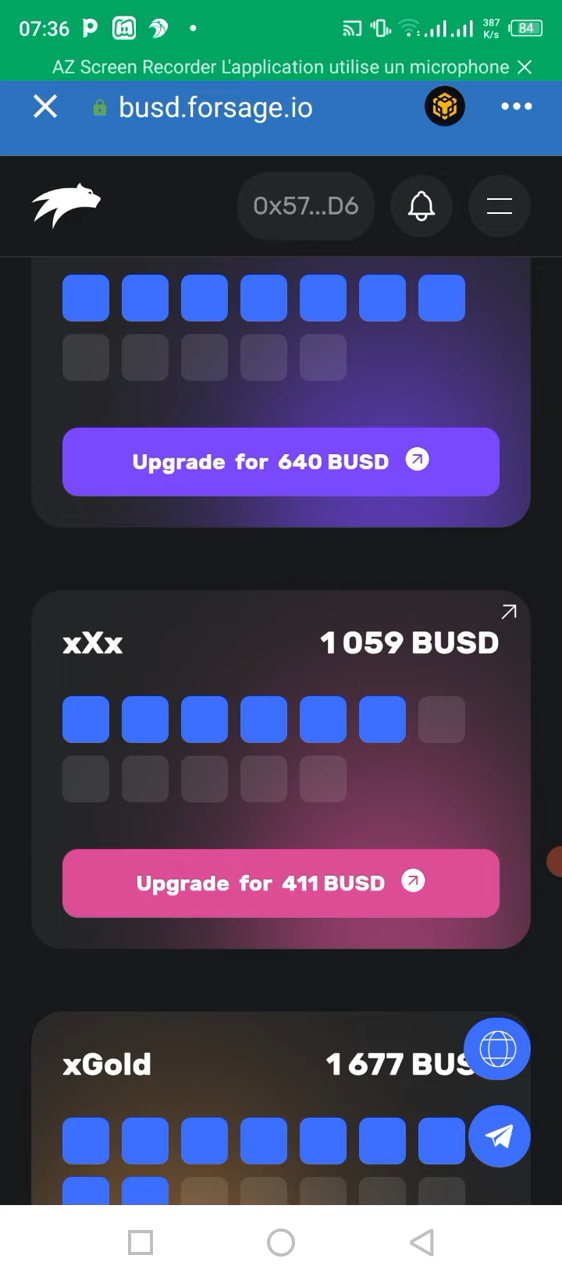 07:36
387
K/s
84
AZ Screen Recorder L'application utilise un microphone
busd.forsage.io
0x57...D6
Upgrade for 640 BUSD
xXx 1 059 BUSD
Upgrade for 411 BUSD
xGold 1 677 BUS